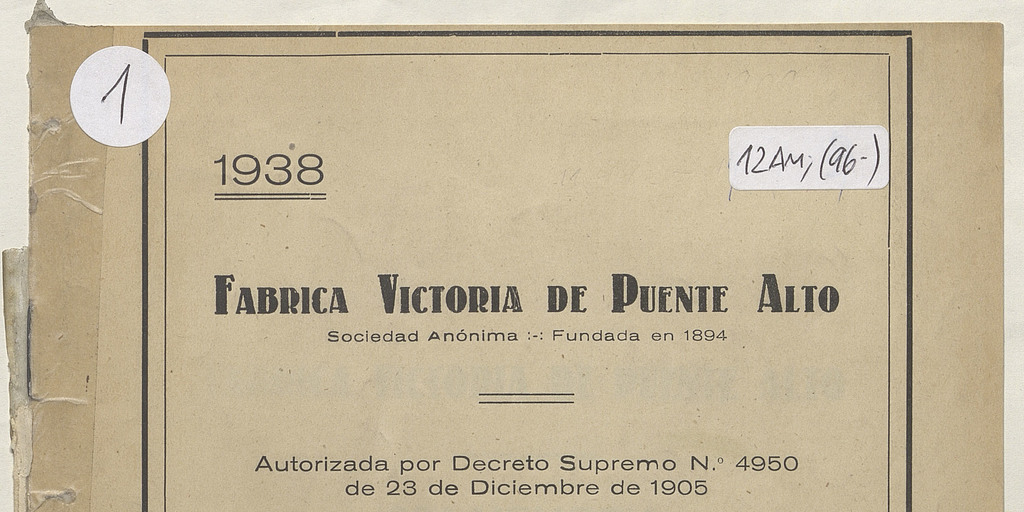 1
1938
12AM; (96-)
FABRICA VICTORIA DE PUENTE ALTO
Sociedad Anónima :-: Fundada en 1894
Autorizada por Decreto Supremo N.º 4950
de 23 de Diciembre de 1905